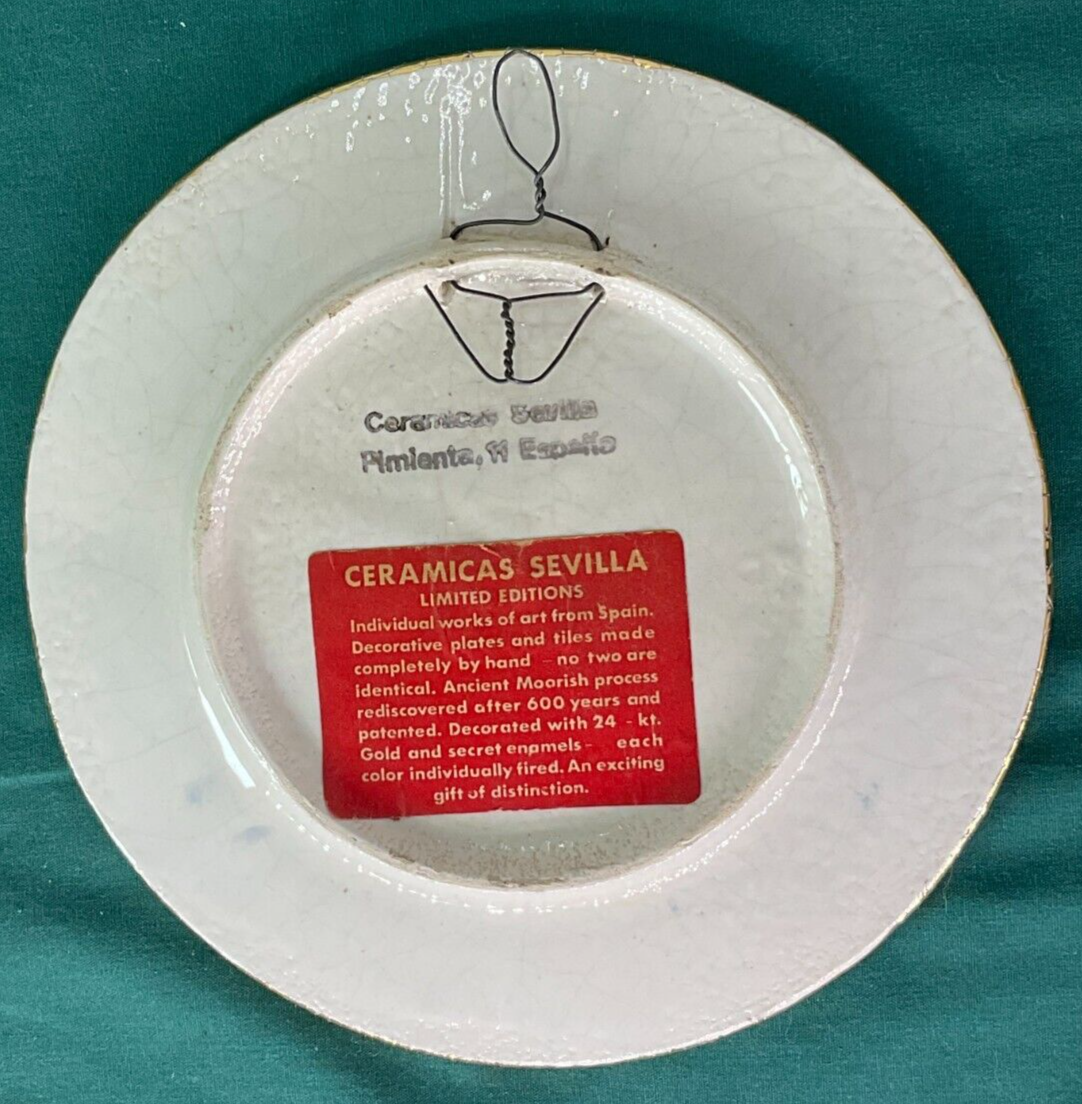 Ceramicas Sevilla
Pimienta, 11 España
CERAMICAS SEVILLA
LIMITED EDITIONS
Individual works of art from Spain.
Decorative plates and tiles made
completely by hand – no two are
identical. Ancient Moorish process
rediscovered after 600 years and
patented. Decorated with 24 - kt.
Gold and secret enamels - each
color individually fired. An exciting
gift of distinction.